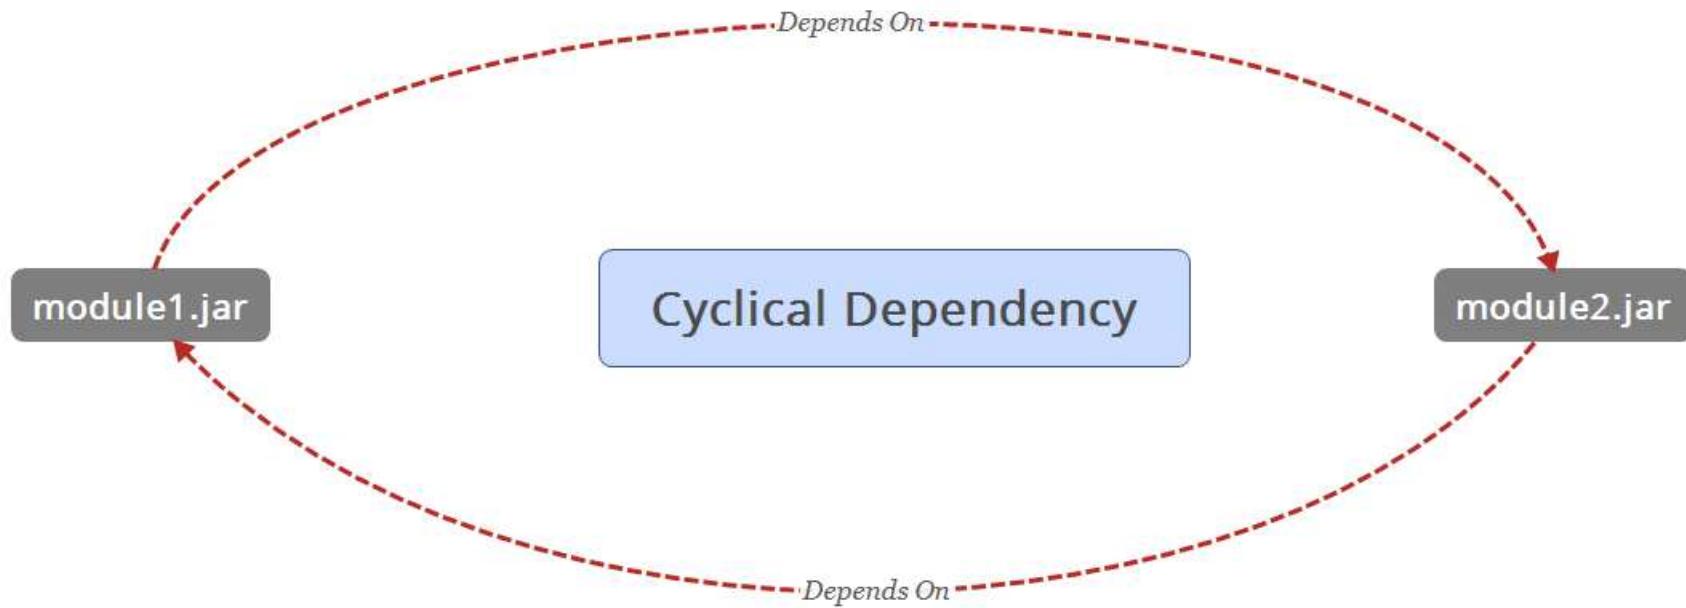 Depends On
module1.jar
Cyclical Dependency
module2.jar
Depends On